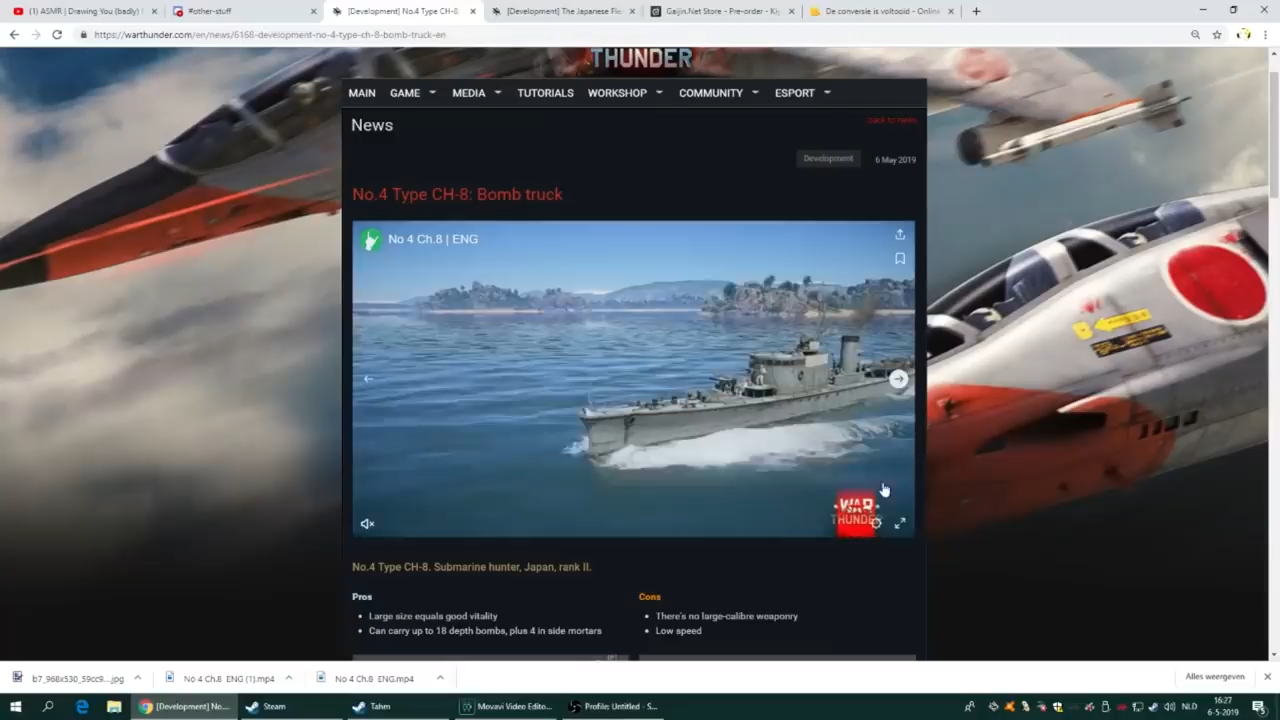 (1) ASMR | Drawing You (badly)
#other-stuff
[Development] No.4 Type CH-8:
[Development] The Japanese Fle
Gaijin.Net Store - Pre-order - Ki
De conversie is voltooid - Onlin
https://warthunder.com/en/news/6168-development-no-4-type-ch-8-bomb-truck-en
THUNDER
MAIN GAME MEDIA TUTORIALS WORKSHOP COMMUNITY ESPORT
News
back to news
Development
6 May 2019
No.4 Type CH-8: Bomb truck
No 4 Ch.8 | ENG
WAR
THUNDER
No.4 Type CH-8. Submarine hunter, Japan, rank II.
Pros
Large size equals good vitality
Can carry up to 18 depth bombs, plus 4 in side mortars
Cons
There's no large-calibre weaponry
Low speed
b7_968x530_59cc9....jpg
No 4 Ch.8 ENG (1).mp4
No 4 Ch.8 ENG.mp4
Alles weergeven
[Development] No...
Steam
Tahm
Movavi Video Edito...
Profile: Untitled - S...
NLD
16:27
6-5-2019